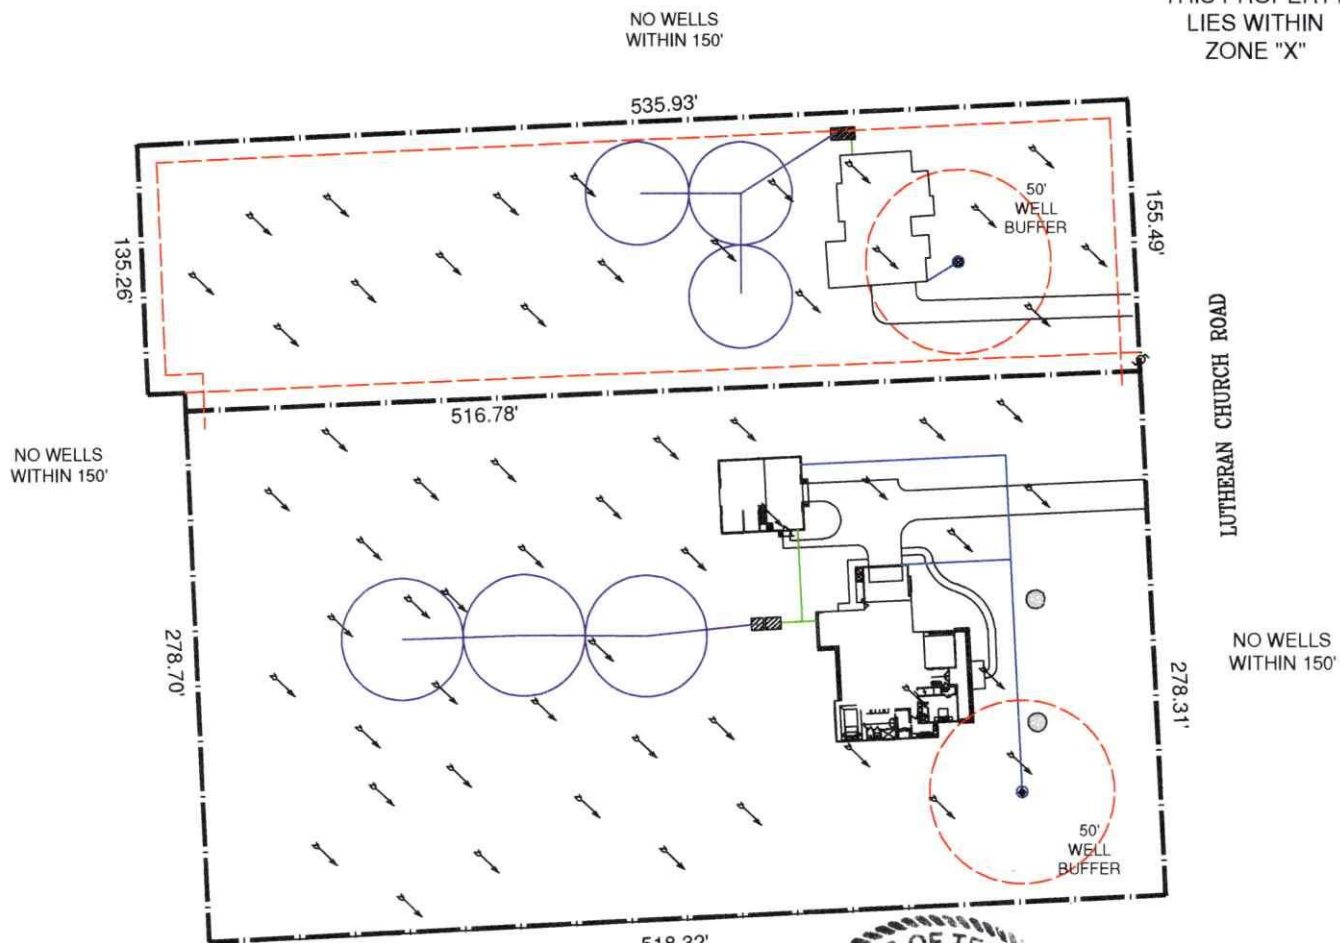 THIS PROPERTY
LIES WITHIN
ZONE "X"
NO WELLS
WITHIN 150'
535.93'
50'
WELL
BUFFER
155.49'
135.26'
LUTHERAN CHURCH ROAD
516.78'
NO WELLS
WITHIN 150'
278.70'
NO WELLS
WITHIN 150'
278.31'
50'
WELL
BUFFER
518.32'
OF TE